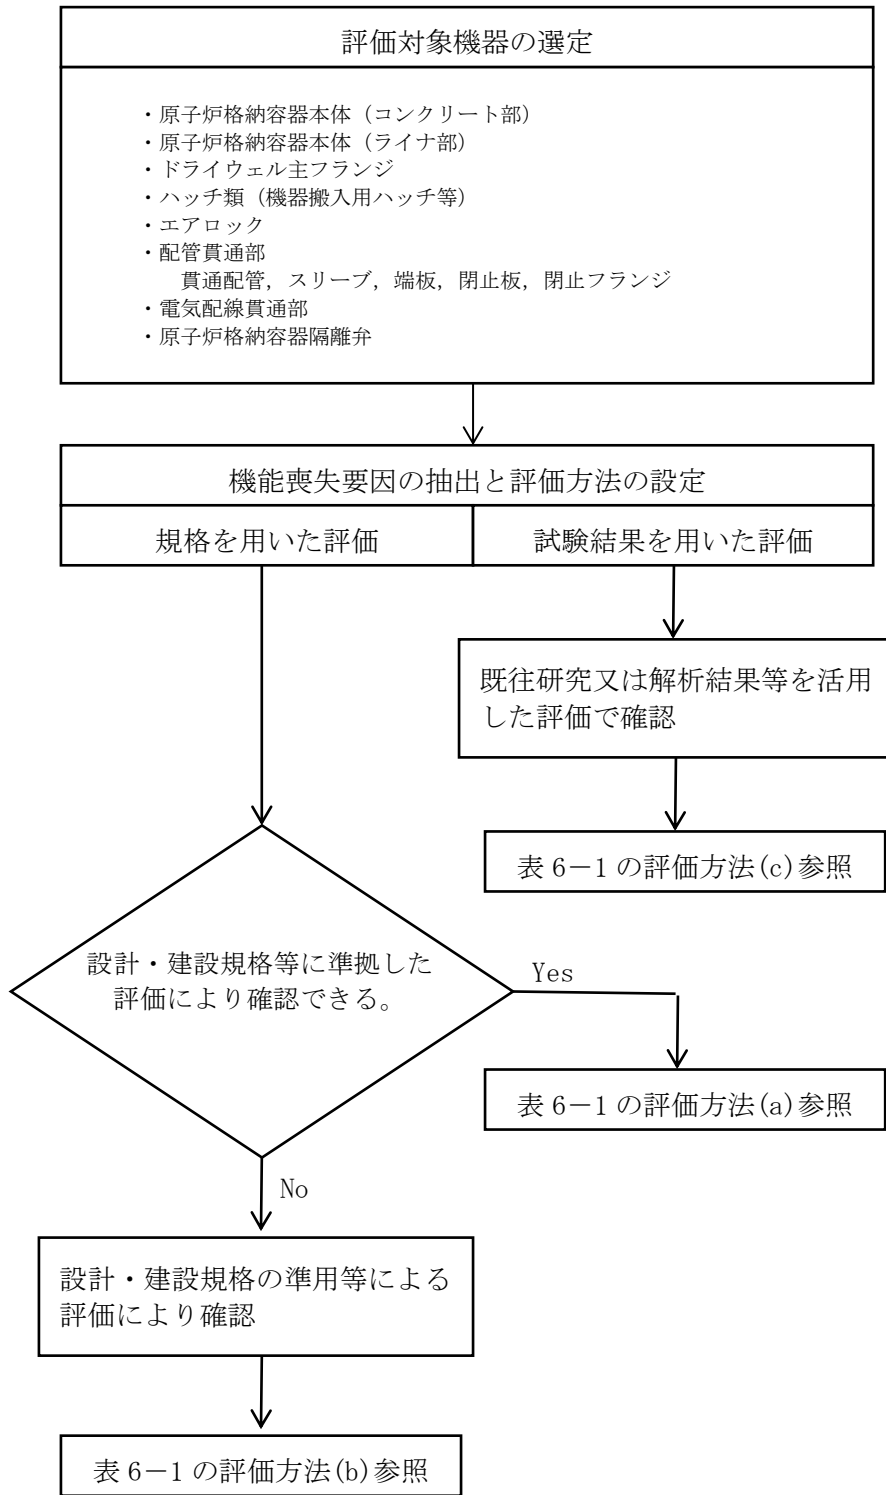 評価対象機器の選定
・原子炉格納容器本体（コンクリート部）
・原子炉格納容器本体（ライナ部）
・ドライウェル主フランジ
・ハッチ類（機器搬入用ハッチ等）
・エアロック
・配管貫通部
貫通配管，スリーブ，端板，閉止板，閉止フランジ
・電気配線貫通部
・原子炉格納容器隔離弁
機能喪失要因の抽出と評価方法の設定
規格を用いた評価
試験結果を用いた評価
既往研究又は解析結果等を活用
した評価で確認
表 6－1 の評価方法(c)参照
設計・建設規格等に準拠した
評価により確認できる。
Yes
表 6－1 の評価方法(a)参照
No
設計・建設規格の準用等による
評価により確認
表 6－1 の評価方法(b)参照